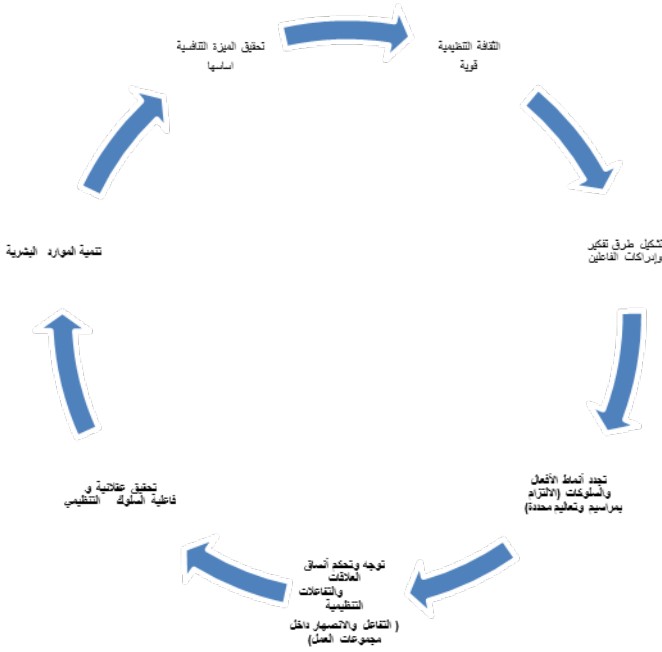 الثقافة التنظيمية
قوية
تشكيل طرق تفكير
وإدراكات الفاعلين
تحدد أنماط الأفعال
والسلوكات (الالتزام
بمراسيم وتعاليم محددة)
توجه وتحكم أنساق
العلاقات
والتفاعلات
التنظيمية
( التفاعل والانصهار داخل
مجموعات العمل)
تحقيق عقلانية و
فاعلية السلوك التنظيمي
تنمية الموارد البشرية
تحقيق الميزة التنافسية
اساسها